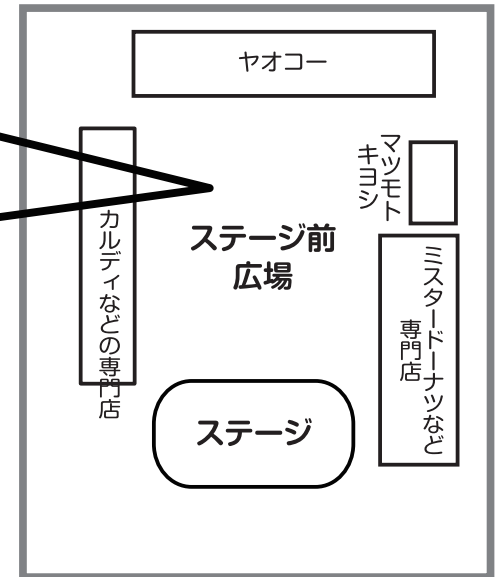 ヤオコー
マツモト
キヨシ
カルディなどの専門店
ステージ前
広場
ミスタードーナツなど
専門店
ステージ